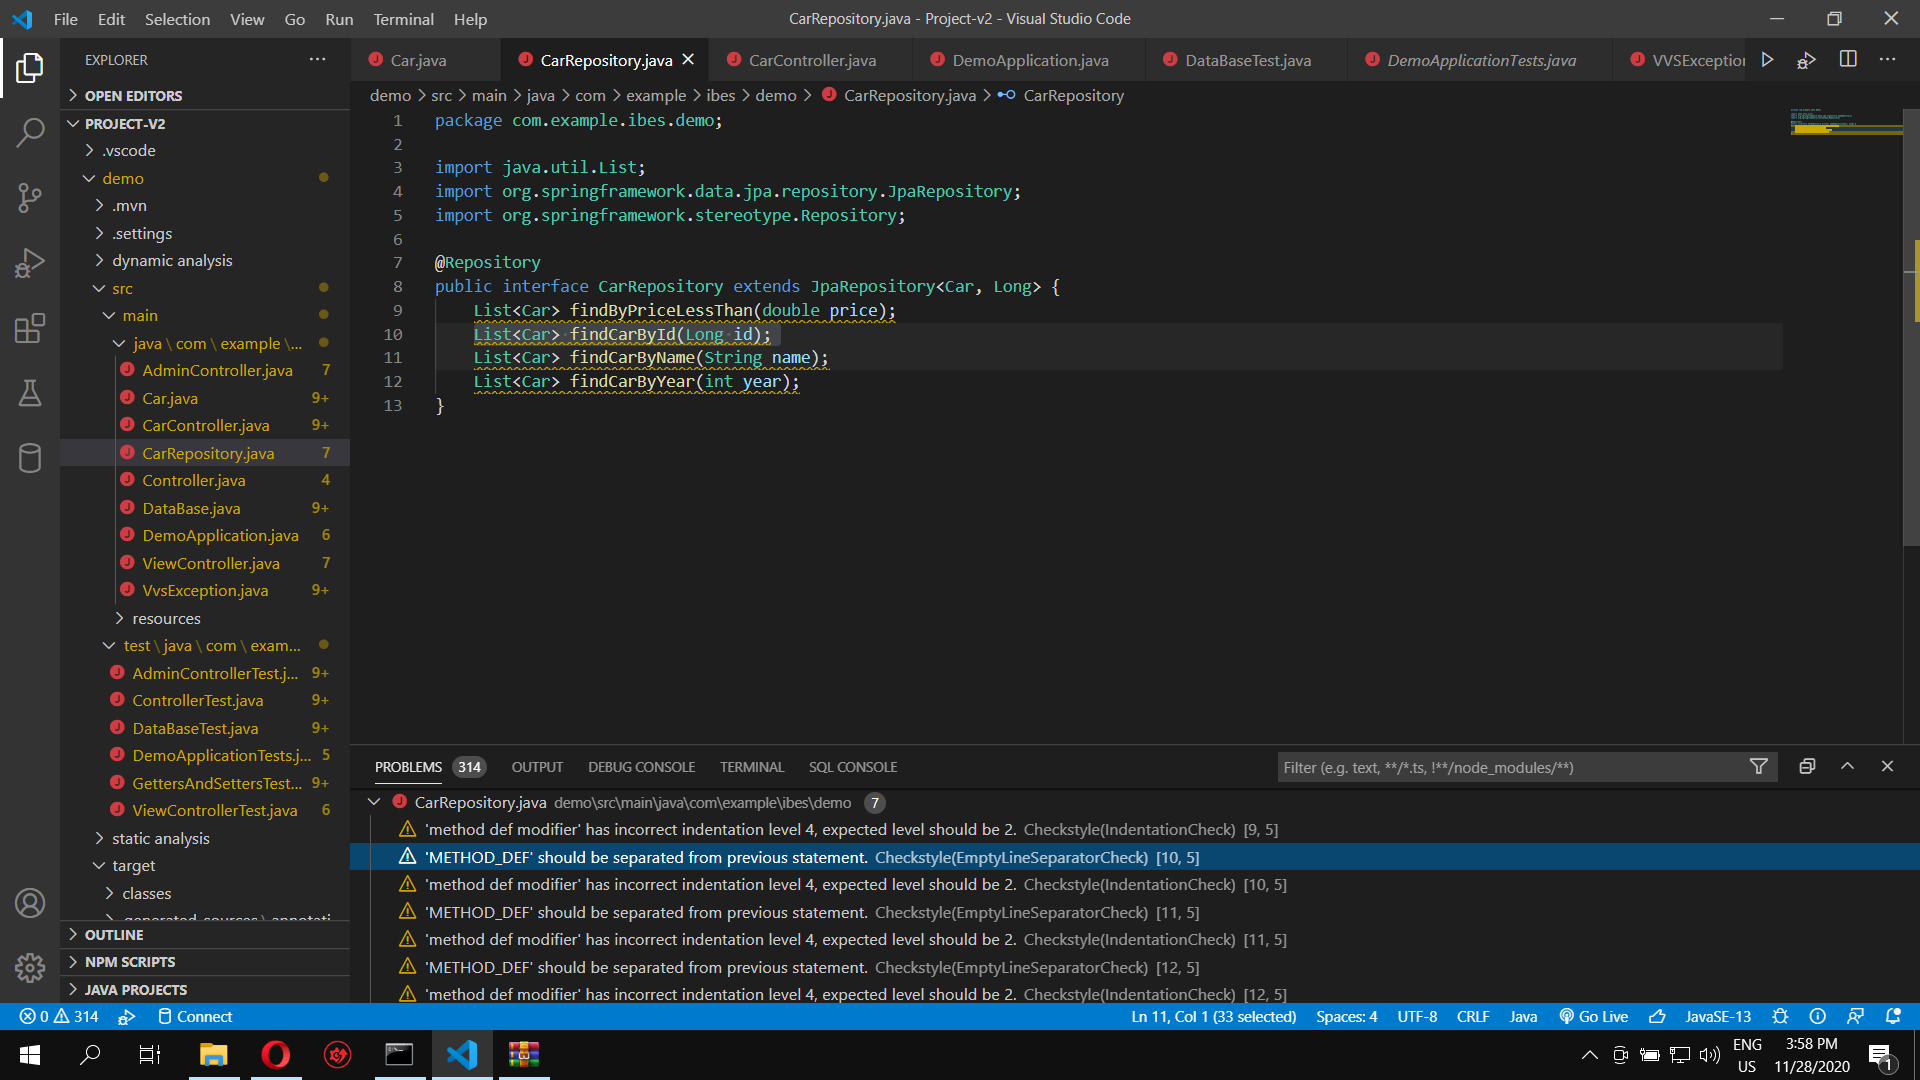 File Edit Selection View Go Run Terminal Help
CarRepository.java - Project-v2 - Visual Studio Code
EXPLORER
OPEN EDITORS
PROJECT-V2
.vscode
demo
.mvn
.settings
dynamic analysis
src
main
java \ com \ example \...
AdminController.java 7
Car.java 9+
CarController.java 9+
CarRepository.java 7
Controller.java 4
DataBase.java 9+
DemoApplication.java 6
ViewController.java 7
VvsException.java 9+
resources
test \ java \ com \ exam...
AdminControllerTest.j... 9+
ControllerTest.java 9+
DataBaseTest.java 9+
DemoApplicationTests.j... 5
GettersAndSettersTest... 9+
ViewControllerTest.java 6
static analysis
target
classes
generated-sources \ annotati
OUTLINE
NPM SCRIPTS
JAVA PROJECTS
Car.java CarRepository.java CarController.java DemoApplication.java DataBaseTest.java DemoApplicationTests.java VVSException
demo > src > main > java > com > example > ibes > demo > CarRepository.java > CarRepository
1 package com.example.ibes.demo;
2
3 import java.util.List;
4 import org.springframework.data.jpa.repository.JpaRepository;
5 import org.springframework.stereotype.Repository;
6
7 @Repository
8 public interface CarRepository extends JpaRepository<Car, Long> {
9 List<Car> findByPriceLessThan(double price);
10 List<Car> findCarById(Long id);
11 List<Car> findCarByName(String name);
12 List<Car> findCarByYear(int year);
13 }
PROBLEMS 314 OUTPUT DEBUG CONSOLE TERMINAL SQL CONSOLE
Filter (e.g. text, **/*.ts, !**/node_modules/**)
CarRepository.java demo\src\main\java\com\example\ibes\demo 7
'method def modifier' has incorrect indentation level 4, expected level should be 2. Checkstyle(IndentationCheck) [9, 5]
'METHOD_DEF' should be separated from previous statement. Checkstyle(EmptyLineSeparatorCheck) [10, 5]
'method def modifier' has incorrect indentation level 4, expected level should be 2. Checkstyle(IndentationCheck) [10, 5]
'METHOD_DEF' should be separated from previous statement. Checkstyle(EmptyLineSeparatorCheck) [11, 5]
'method def modifier' has incorrect indentation level 4, expected level should be 2. Checkstyle(IndentationCheck) [11, 5]
'METHOD_DEF' should be separated from previous statement. Checkstyle(EmptyLineSeparatorCheck) [12, 5]
'method def modifier' has incorrect indentation level 4, expected level should be 2. Checkstyle(IndentationCheck) [12, 5]
0 314 Connect Ln 11, Col 1 (33 selected) Spaces: 4 UTF-8 CRLF Java Go Live JavaSE-13
ENG
US
3:58 PM
11/28/2020
1